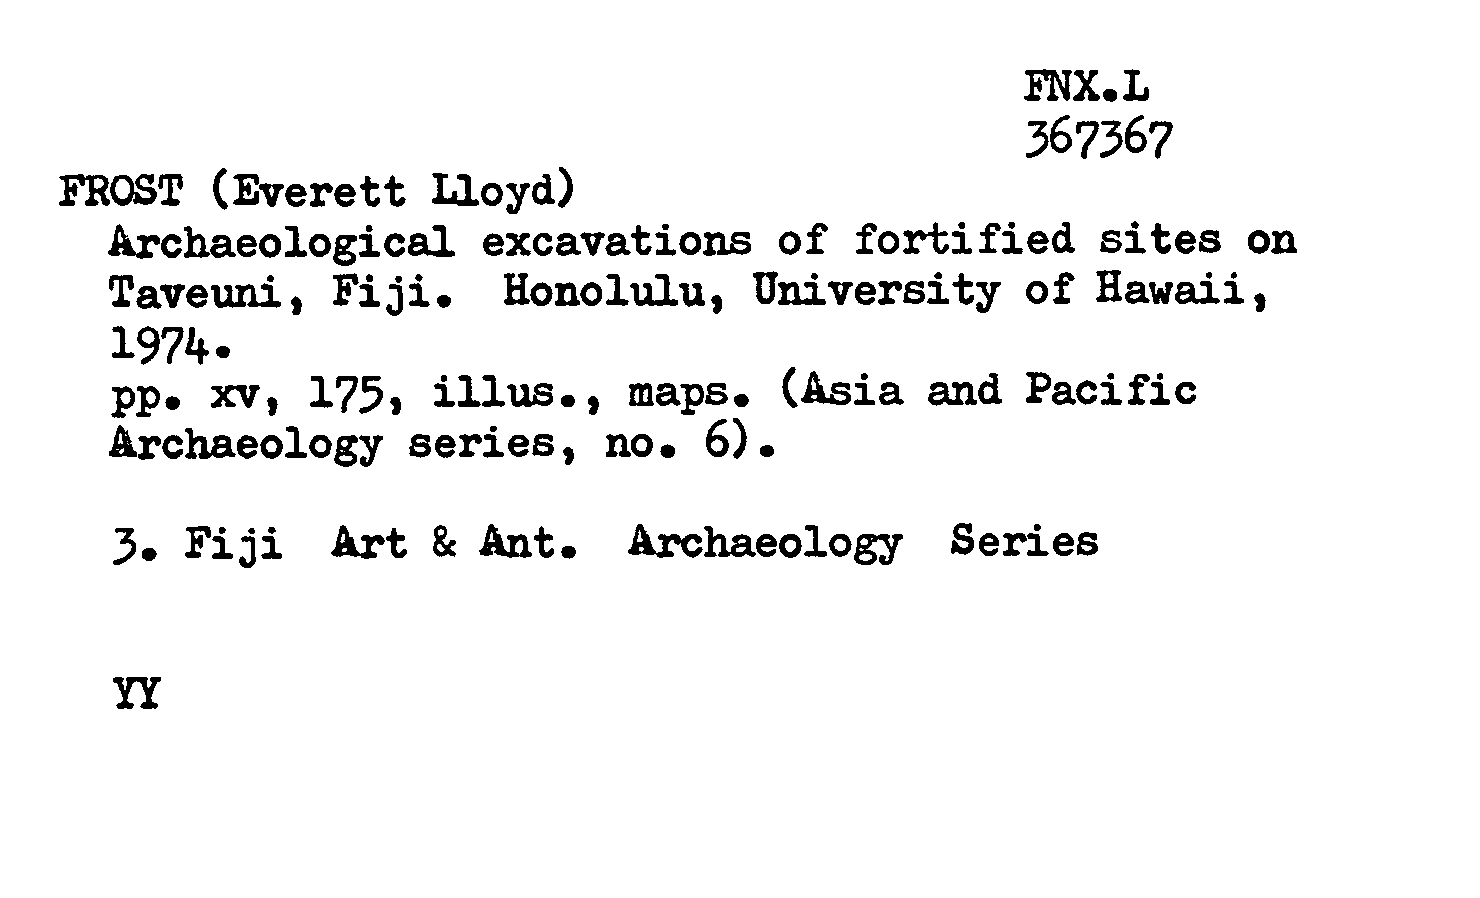 FNX.L
367367
FROST (Everett Lloyd)
Archaeological excavations of fortified sites on
Taveuni, Fiji. Honolulu, University of Hawaii,
1974.
pp. xv, 175, illus., maps. (Asia and Pacific
Archaeology series, no. 6).
3. Fiji Art & Ant. Archaeology Series
YY